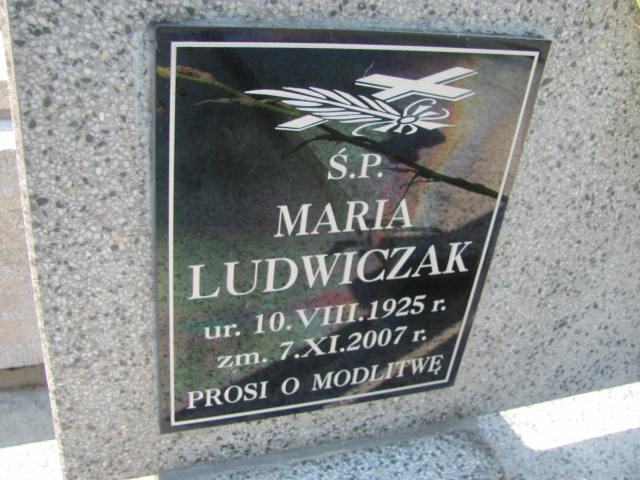 Ś.P.
MARIA
LUDWICZAK
ur. 10.VIII.1925 r.
zm. 7.XI.2007 r.
PROSI O MODLITWĘ